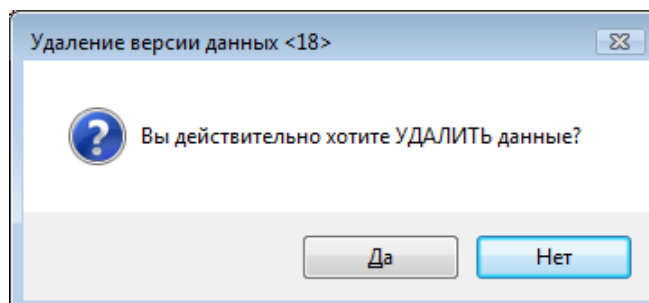 Удаление версии данных <18>
Вы действительно хотите УДАЛИТЬ данные?
Да
Нет